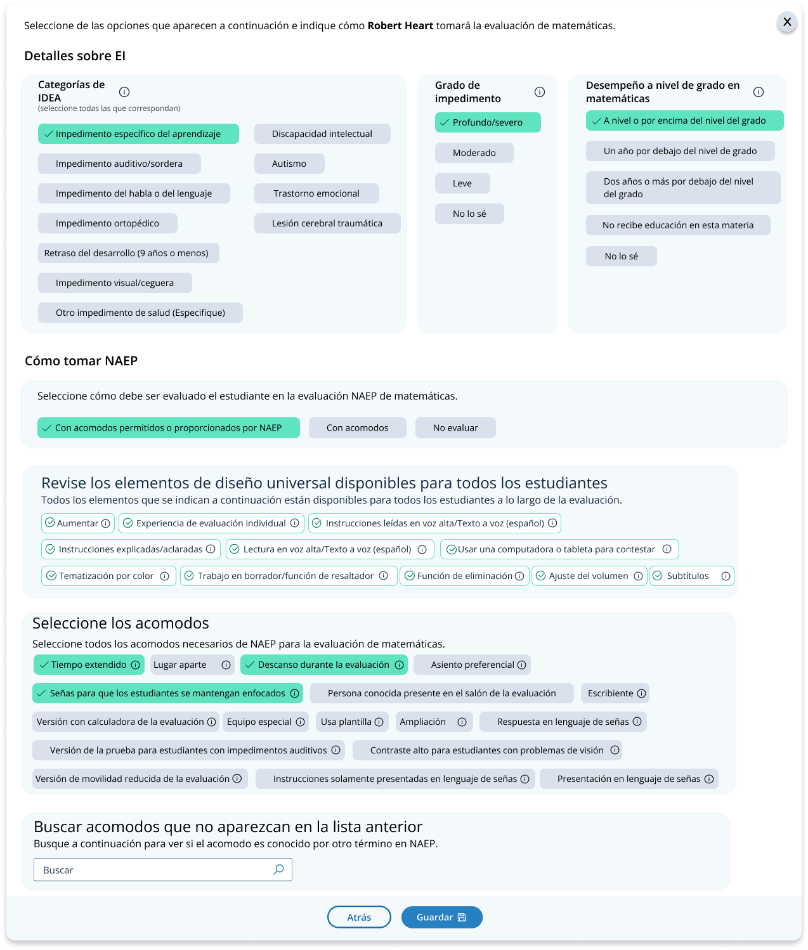 Seleccione de las opciones que aparecen a continuación e indique cómo Robert Heart tomará la evaluación de matemáticas.
X
Detalles sobre EI
Categorías de
IDEA
(seleccione todas las que correspondan)
Impedimento específico del aprendizaje
Discapacidad intelectual
Impedimento auditivo/sordera
Autismo
Impedimento del habla o del lenguaje
Trastorno emocional
Impedimento ortopédico
Lesión cerebral traumática
Retraso del desarrollo (9 años o menos)
Impedimento visual/ceguera
Otro impedimento de salud (Especifique)
Grado de
impedimento
Profundo/severo
Moderado
Leve
No lo sé
Desempeño a nivel de grado en
matemáticas
A nivel o por encima del nivel del grado
Un año por debajo del nivel de grado
Dos años o más por debajo del nivel
del grado
No recibe educación en esta materia
No lo sé
Cómo tomar NAEP
Seleccione cómo debe ser evaluado el estudiante en la evaluación NAEP de matemáticas.
Con acomodos permitidos o proporcionados por NAEP
Con acomodos
No evaluar
Revise los elementos de diseño universal disponibles para todos los estudiantes
Todos los elementos que se indican a continuación están disponibles para todos los estudiantes a lo largo de la evaluación.
Aumentar
Experiencia de evaluación individual
Instrucciones leídas en voz alta/Texto a voz (español)
Instrucciones explicadas/aclaradas
Lectura en voz alta/Texto a voz (español)
Usar una computadora o tableta para contestar
Tematización por color
Trabajo en borrador/función de resaltador
Función de eliminación
Ajuste del volumen
Subtítulos
Seleccione los acomodos
Seleccione todos los acomodos necesarios de NAEP para la evaluación de matemáticas.
Tiempo extendido
Lugar aparte
Descanso durante la evaluación
Asiento preferencial
Señas para que los estudiantes se mantengan enfocados
Persona conocida presente en el salón de la evaluación
Escribiente
Versión con calculadora de la evaluación
Equipo especial
Usa plantilla
Ampliación
Respuesta en lenguaje de señas
Versión de la prueba para estudiantes con impedimentos auditivos
Contraste alto para estudiantes con problemas de visión
Versión de movilidad reducida de la evaluación
Instrucciones solamente presentadas en lenguaje de señas
Presentación en lenguaje de señas
Buscar acomodos que no aparezcan en la lista anterior
Busque a continuación para ver si el acomodo es conocido por otro término en NAEP.
Buscar
Atrás
Guardar